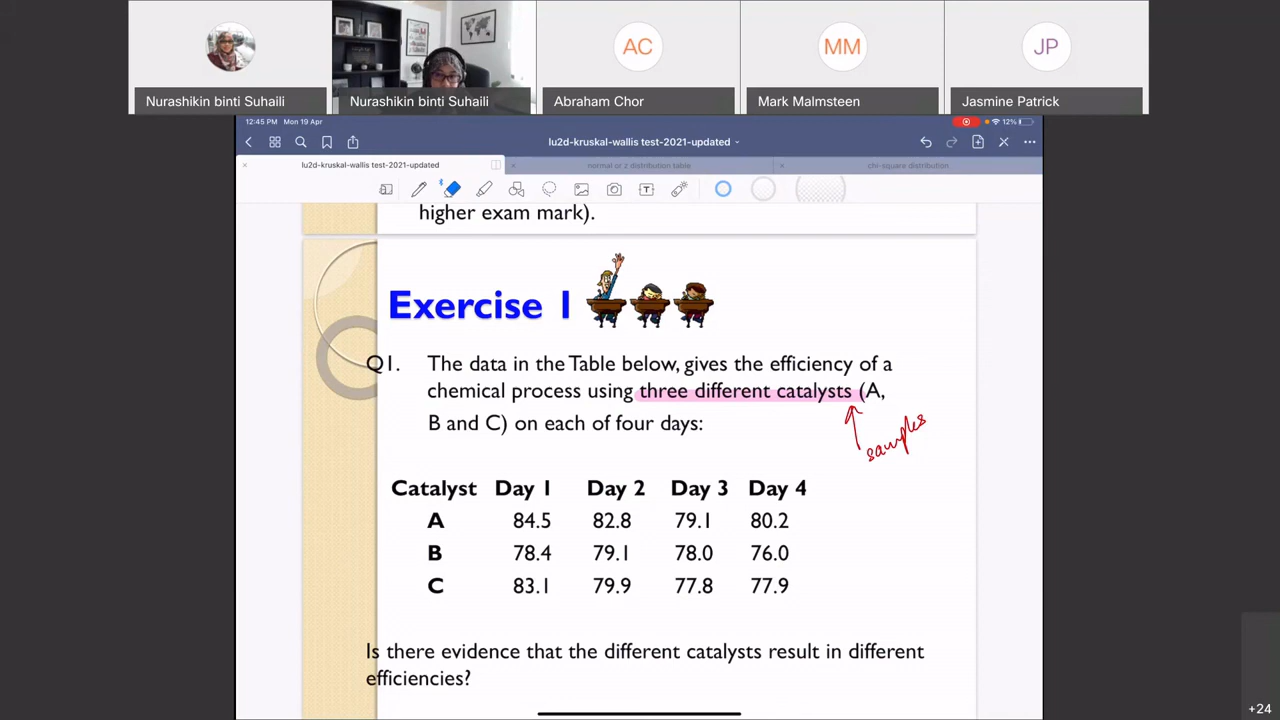 AC
MM
JP
Nurashikin binti Suhaili
Nurashikin binti Suhaili
Abraham Chor
Mark Malmsteen
Jasmine Patrick
12:45 PM Mon 19 Apr
12%
lu2d-kruskal-wallis test-2021-updated
lu2d-kruskal-wallis test-2021-updated
normal or z distribution table
chi-square distribution
higher exam mark).
Exercise 1
Q1. The data in the Table below, gives the efficiency of a
chemical process using three different catalysts (A,
B and C) on each of four days:
samples
Catalyst Day 1 Day 2 Day 3 Day 4
A 84.5 82.8 79.1 80.2
B 78.4 79.1 78.0 76.0
C 83.1 79.9 77.8 77.9
Is there evidence that the different catalysts result in different
efficiencies?
+24